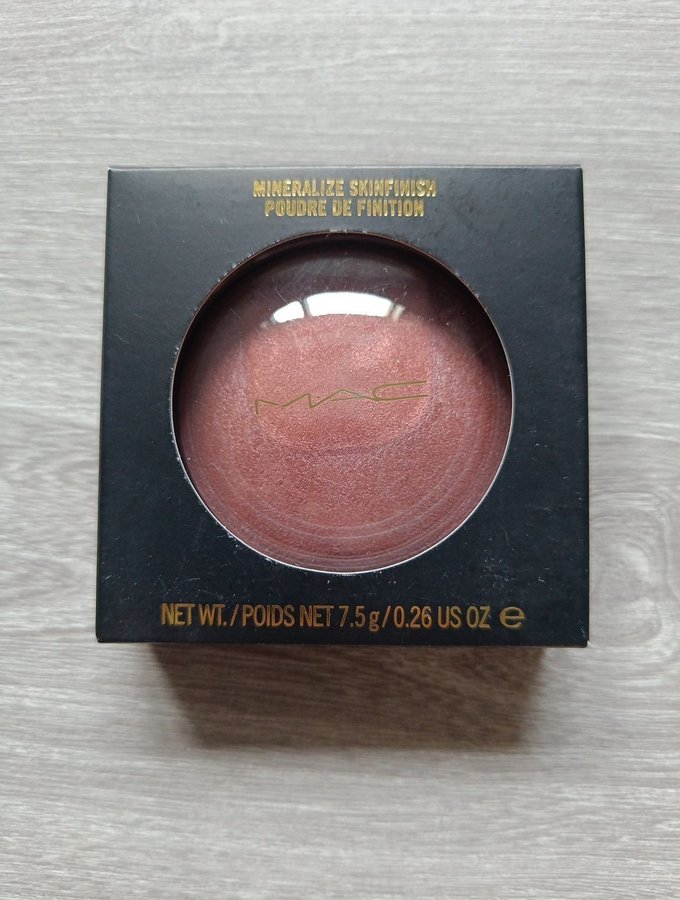 MINERALIZE SKINFINISH
POUDRE DE FINITION
MAC
NET WT./POIDS NET 7.5 g/0.26 US OZ ℮